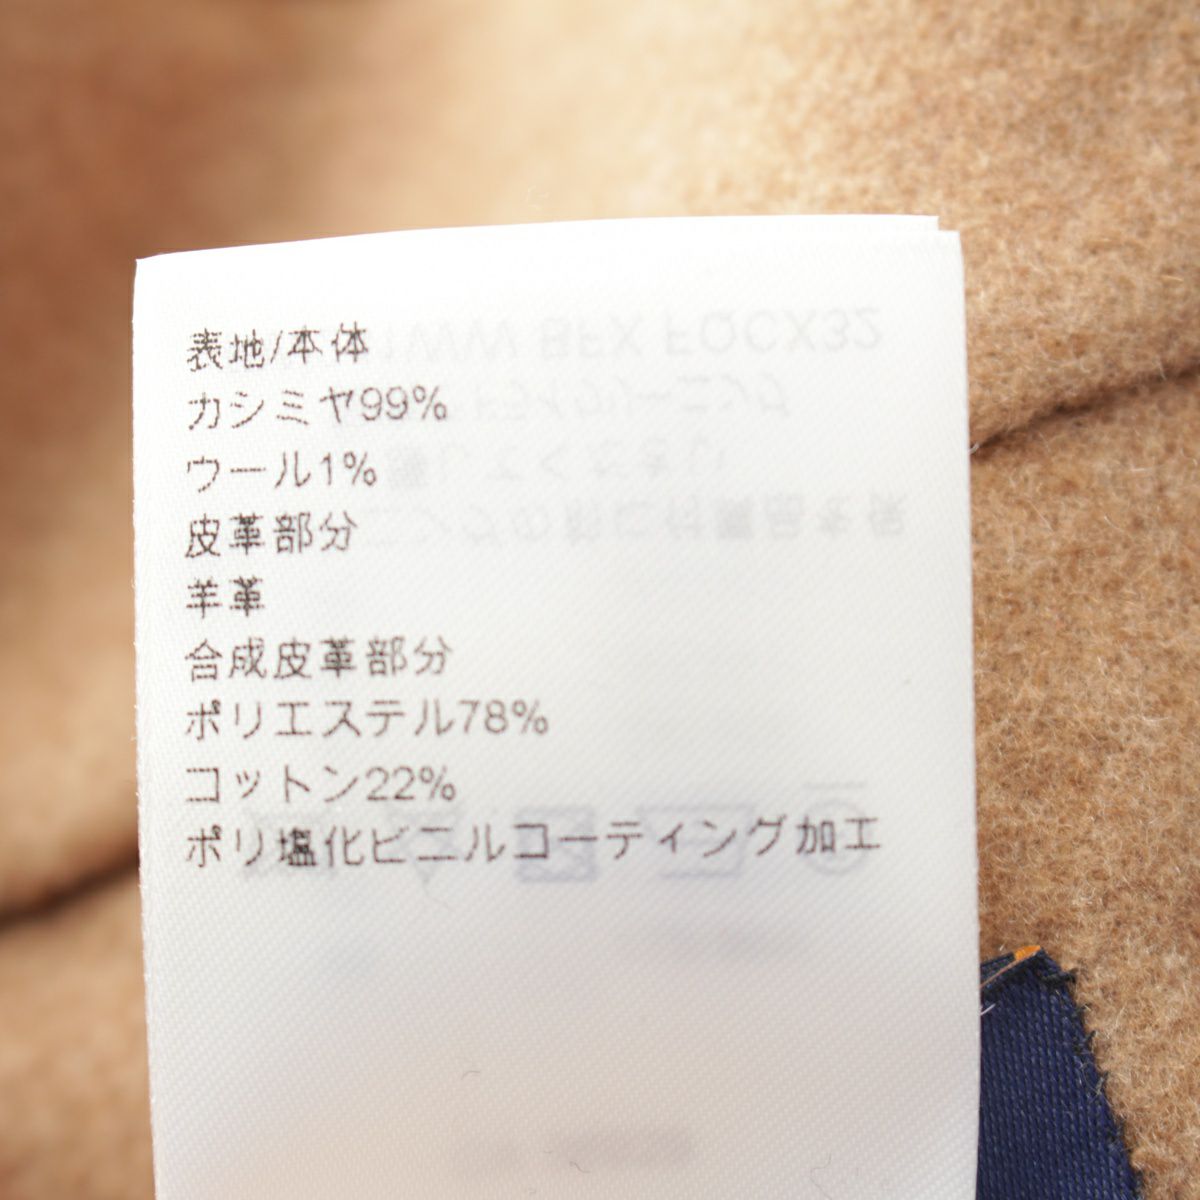 表地/本体
カシミヤ99%
ウール1%
皮革部分
羊革
合成皮革部分
ポリエステル78%
コットン22%
ポリ塩化ビニルコーティング加工